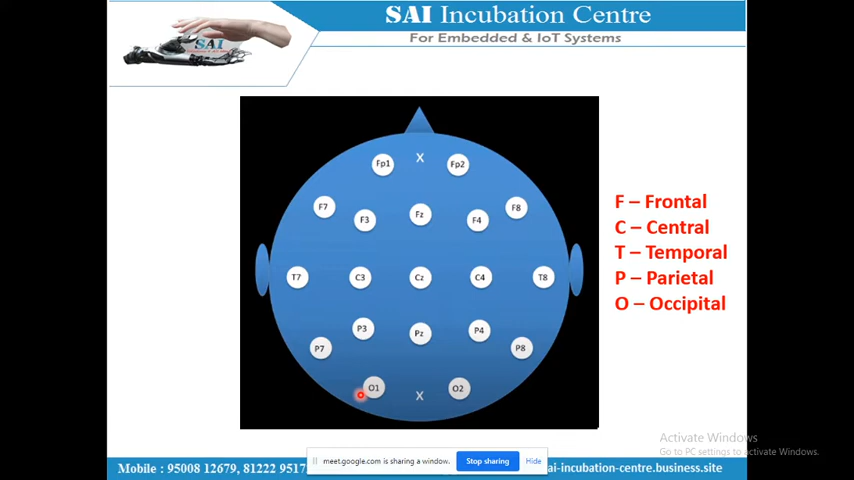 SAI Incubation Centre
For Embedded & IoT Systems
SAI
Fp1 X Fp2
F7 F3 Fz F4 F8
T7 C3 Cz C4 T8
P7 P3 Pz P4 P8
O1 X O2
F – Frontal
C – Central
T – Temporal
P – Parietal
O – Occipital
Activate Windows
Go to PC settings to activate Windows.
meet.google.com is sharing a window. Stop sharing Hide
Mobile : 95008 12679, 81222 9517 ai-incubation-centre.business.site